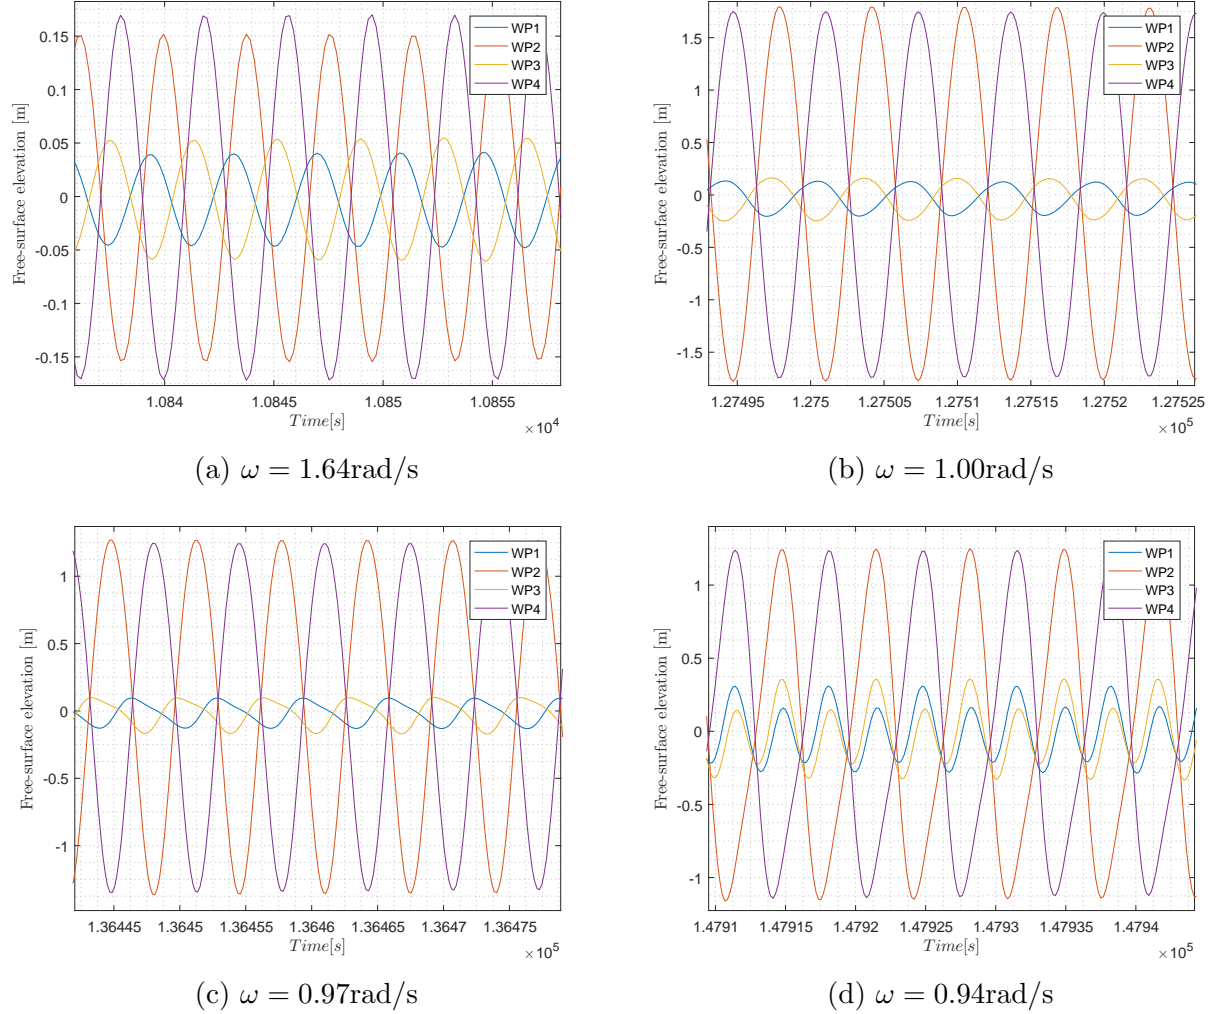 0.15
0.1
0.05
0
-0.05
-0.1
-0.15
Free-surface elevation [m]
WP1
WP2
WP3
WP4
1.084 1.0845 1.085 1.0855
Time[s]
×10^4
(a) ω = 1.64rad/s
1.5
1
0.5
0
-0.5
-1
-1.5
Free-surface elevation [m]
WP1
WP2
WP3
WP4
1.27495 1.275 1.27505 1.2751 1.27515 1.2752 1.27525
Time[s]
×10^5
(b) ω = 1.00rad/s
1
0.5
0
-0.5
-1
Free-surface elevation [m]
WP1
WP2
WP3
WP4
1.36445 1.3645 1.36455 1.3646 1.36465 1.3647 1.36475
Time[s]
×10^5
(c) ω = 0.97rad/s
1
0.5
0
-0.5
-1
Free-surface elevation [m]
WP1
WP2
WP3
WP4
1.4791 1.47915 1.4792 1.47925 1.4793 1.47935 1.4794
Time[s]
×10^5
(d) ω = 0.94rad/s